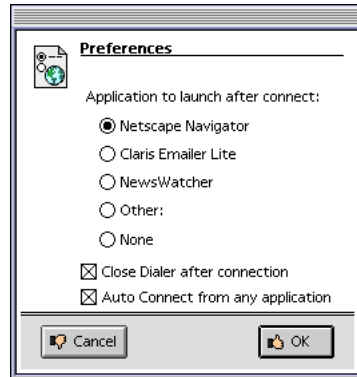 Preferences
Application to launch after connect:
Netscape Navigator
Claris Emailer Lite
NewsWatcher
Other:
None
Close Dialer after connection
Auto Connect from any application
Cancel
OK